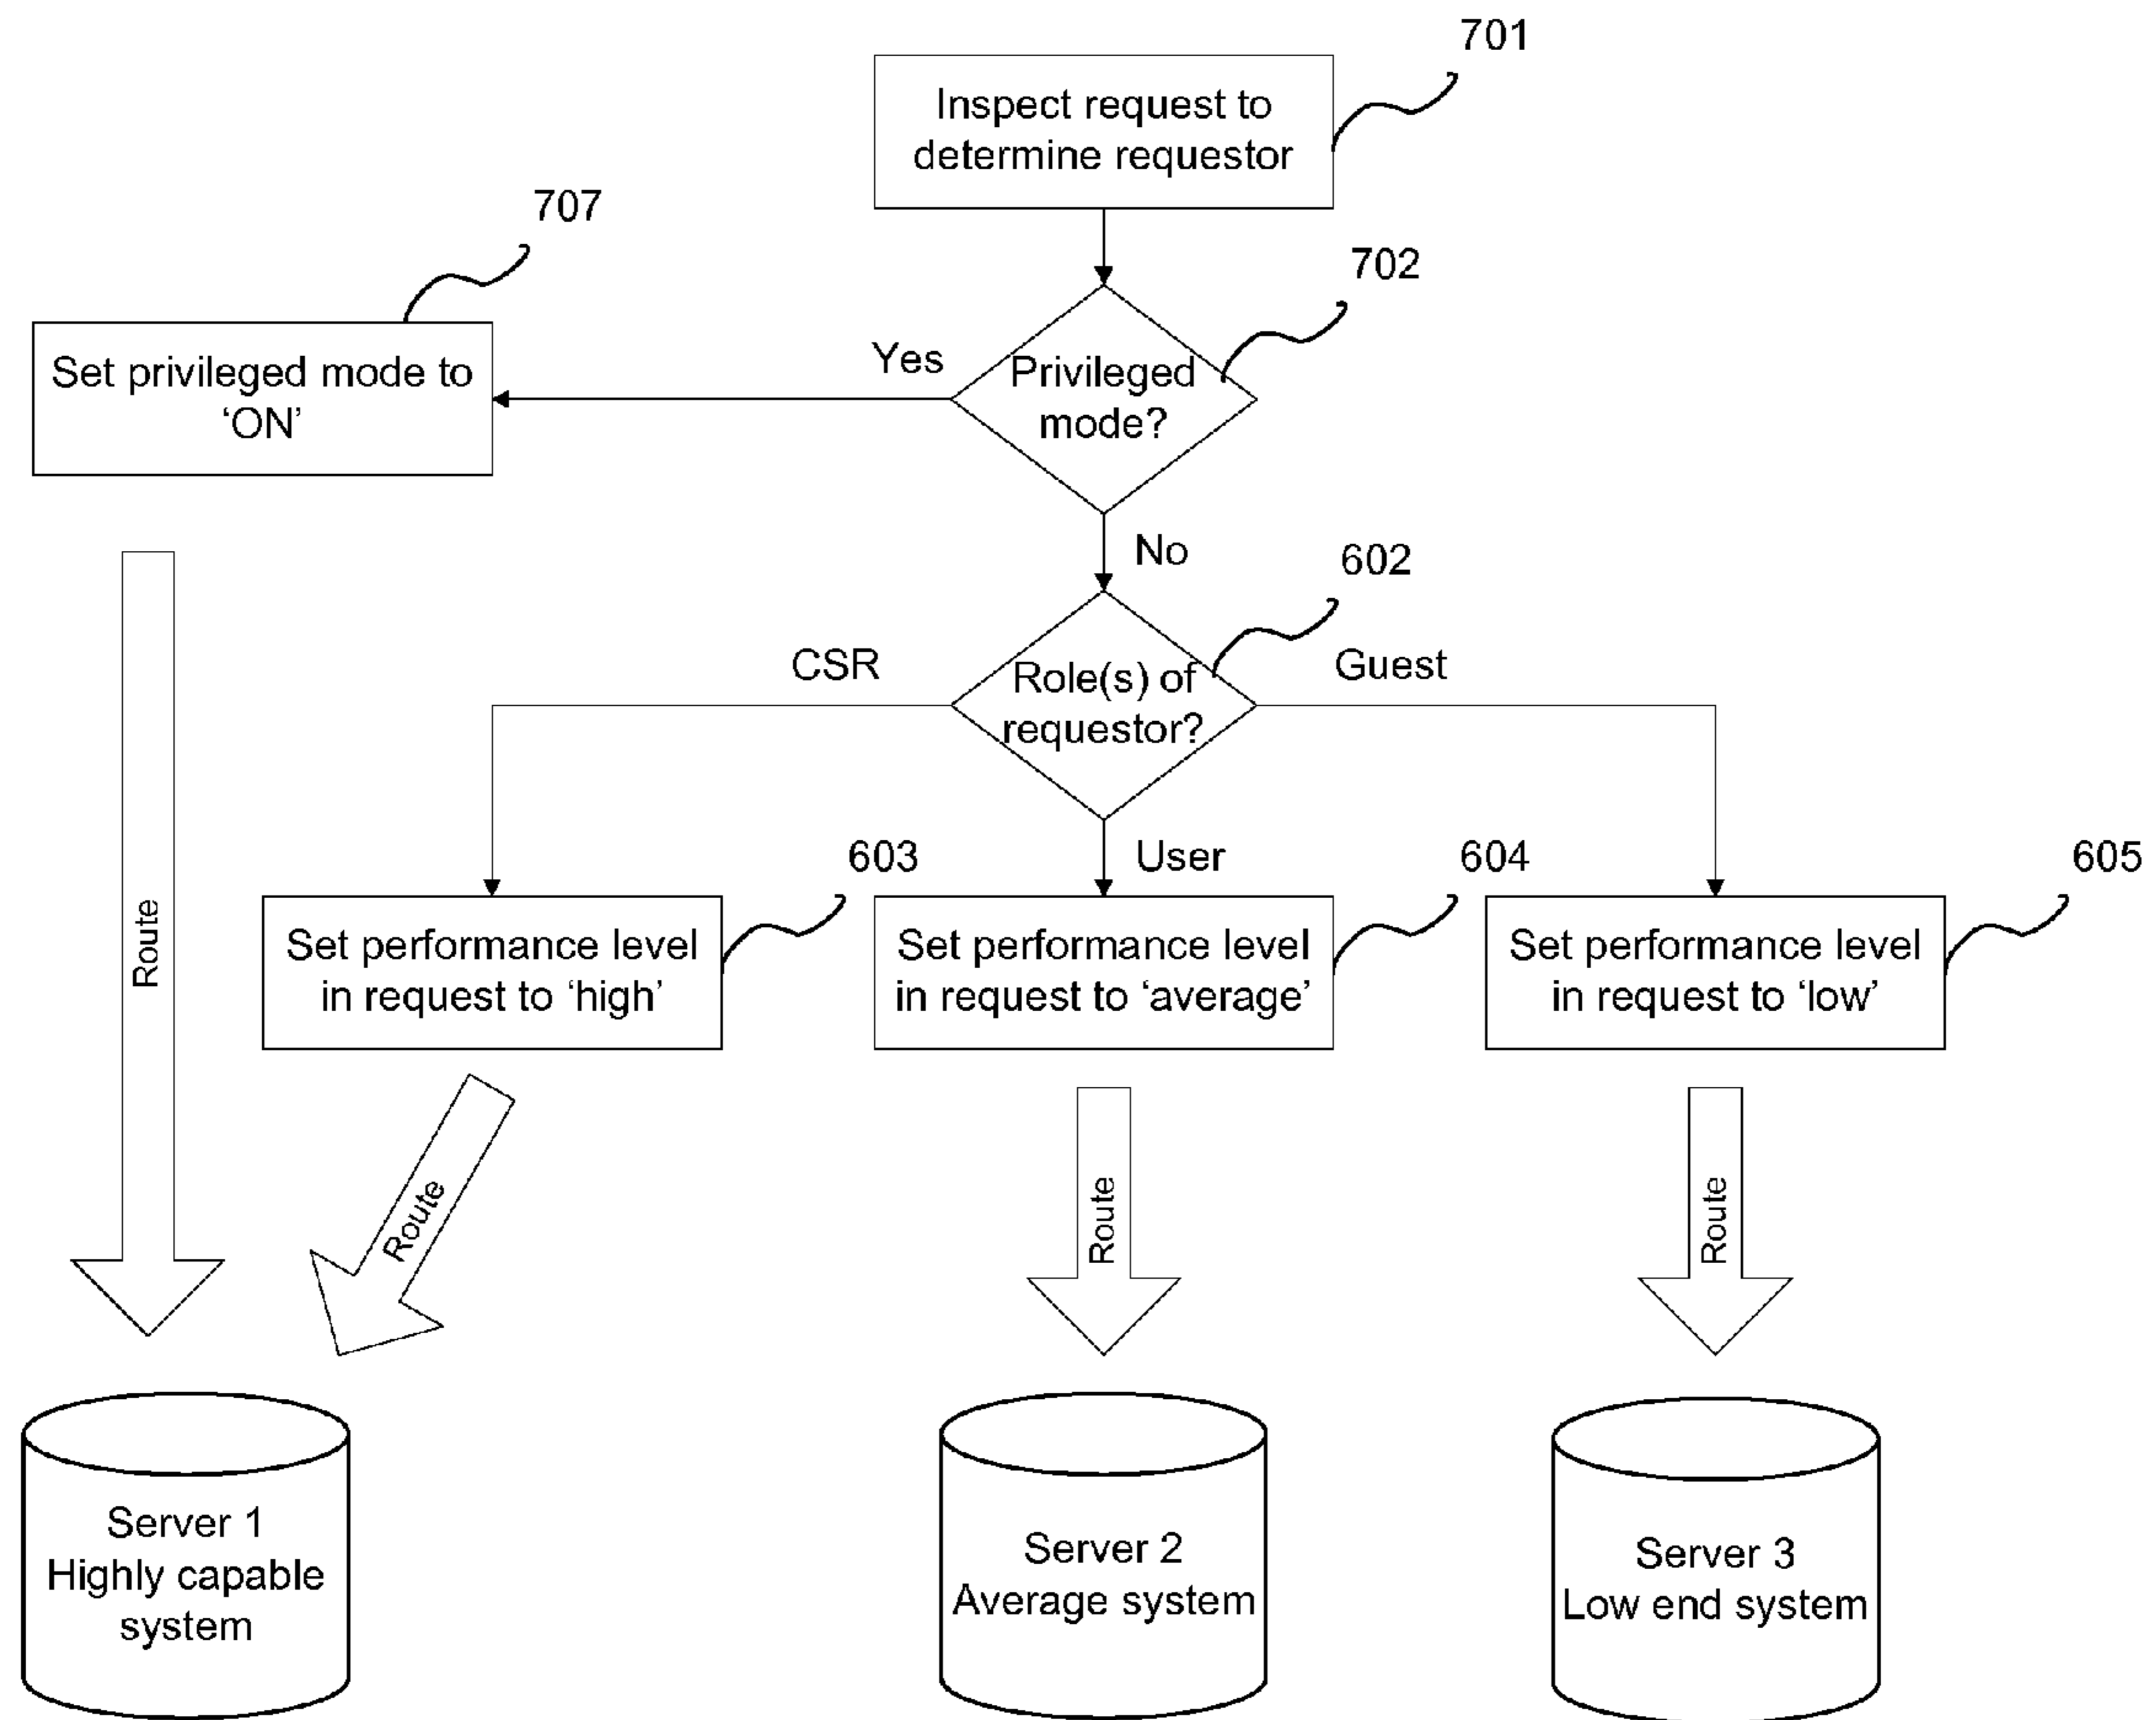 701
Inspect request to
determine requestor
707
702
Set privileged mode to
‘ON’
Yes
Privileged
mode?
No
602
CSR
Role(s) of
requestor?
Guest
User
603
604
605
Set performance level
in request to ‘high’
Set performance level
in request to ‘average’
Set performance level
in request to ‘low’
Route
Route
Route
Route
Server 1
Highly capable
system
Server 2
Average system
Server 3
Low end system